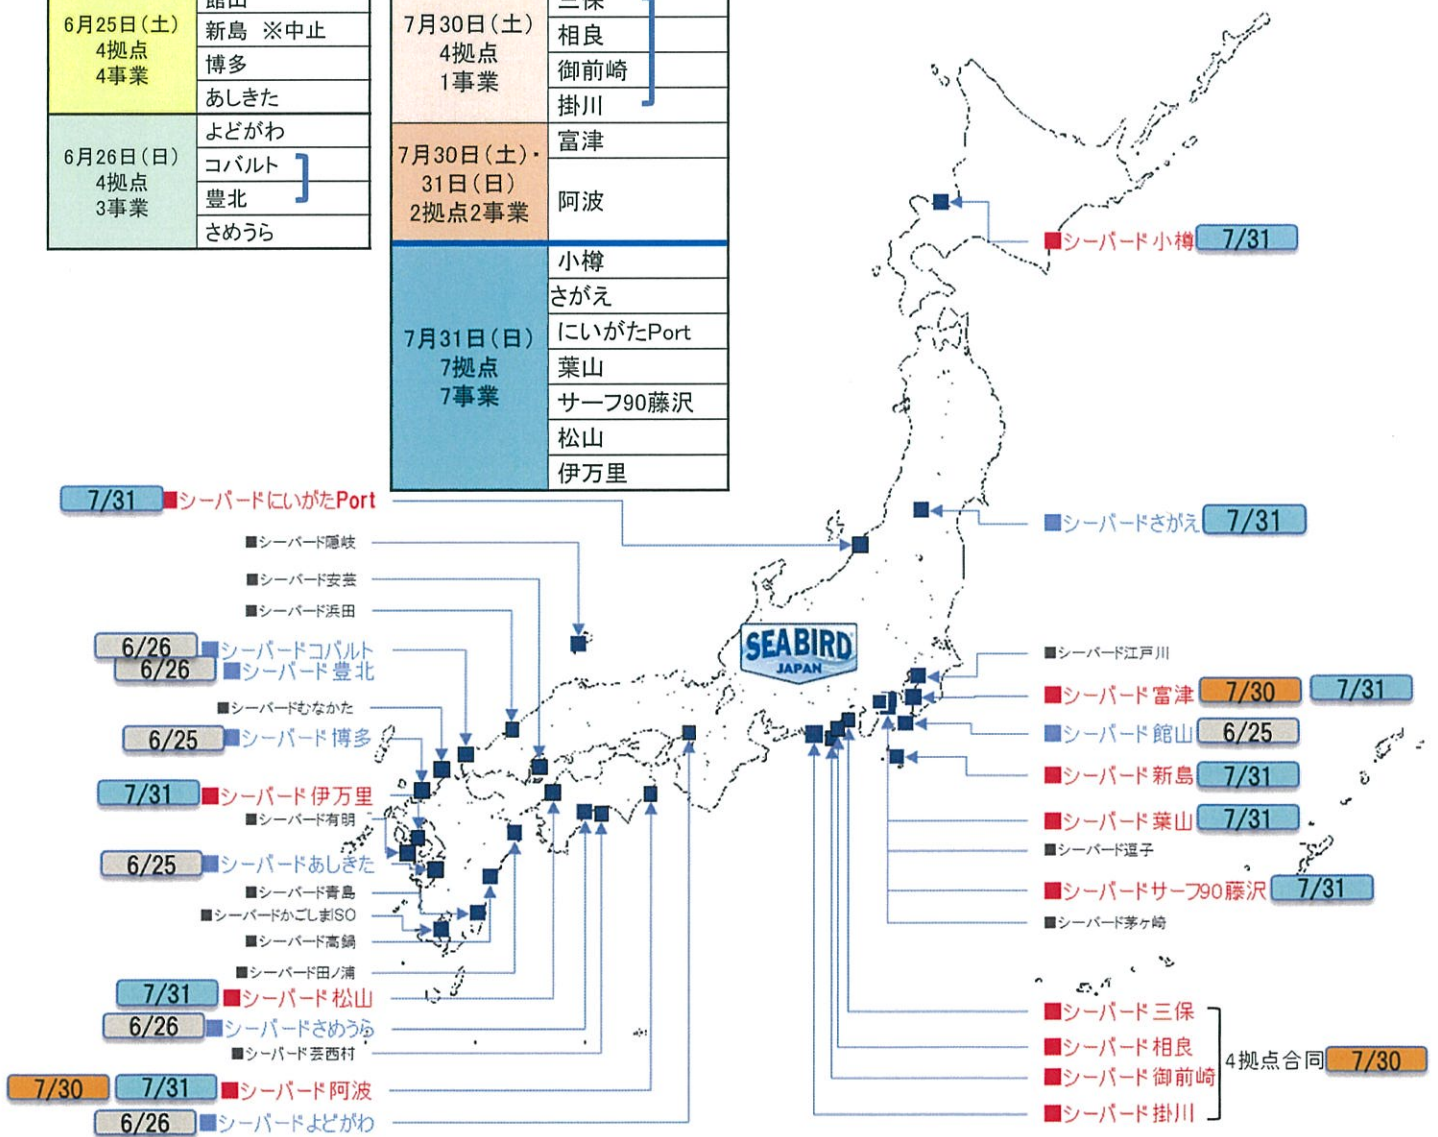 6月25日(土)
4拠点
4事業
館山
新島 ※中止
博多
あしきた
6月26日(日)
4拠点
3事業
よどがわ
コバルト
豊北
さめうら
7月30日(土)
4拠点
1事業
三保
相良
御前崎
掛川
7月30日(土)・
31日(日)
2拠点2事業
富津
阿波
7月31日(日)
7拠点
7事業
小樽
さがえ
にいがたPort
葉山
サーフ90藤沢
松山
伊万里
■シーバード小樽 7/31
7/31 ■シーバードにいがたPort
■シーバードさがえ 7/31
■シーバード隠岐
■シーバード安芸
■シーバード浜田
6/26 ■シーバードコバルト
6/26 ■シーバード豊北
■シーバードむなかた
6/25 ■シーバード博多
7/31 ■シーバード伊万里
■シーバード有明
6/25 ■シーバードあしきた
■シーバード青島
■シーバードかごしまISO
■シーバード高鍋
■シーバード田ノ浦
7/31 ■シーバード松山
6/26 ■シーバードさめうら
■シーバード芸西村
7/30 7/31 ■シーバード阿波
6/26 ■シーバードよどがわ
SEABIRD
JAPAN
■シーバード江戸川
■シーバード富津 7/30 7/31
■シーバード館山 6/25
■シーバード新島 7/31
■シーバード葉山 7/31
■シーバード逗子
■シーバードサーフ90藤沢 7/31
■シーバード茅ヶ崎
■シーバード三保
■シーバード相良
■シーバード御前崎
■シーバード掛川
4拠点合同 7/30